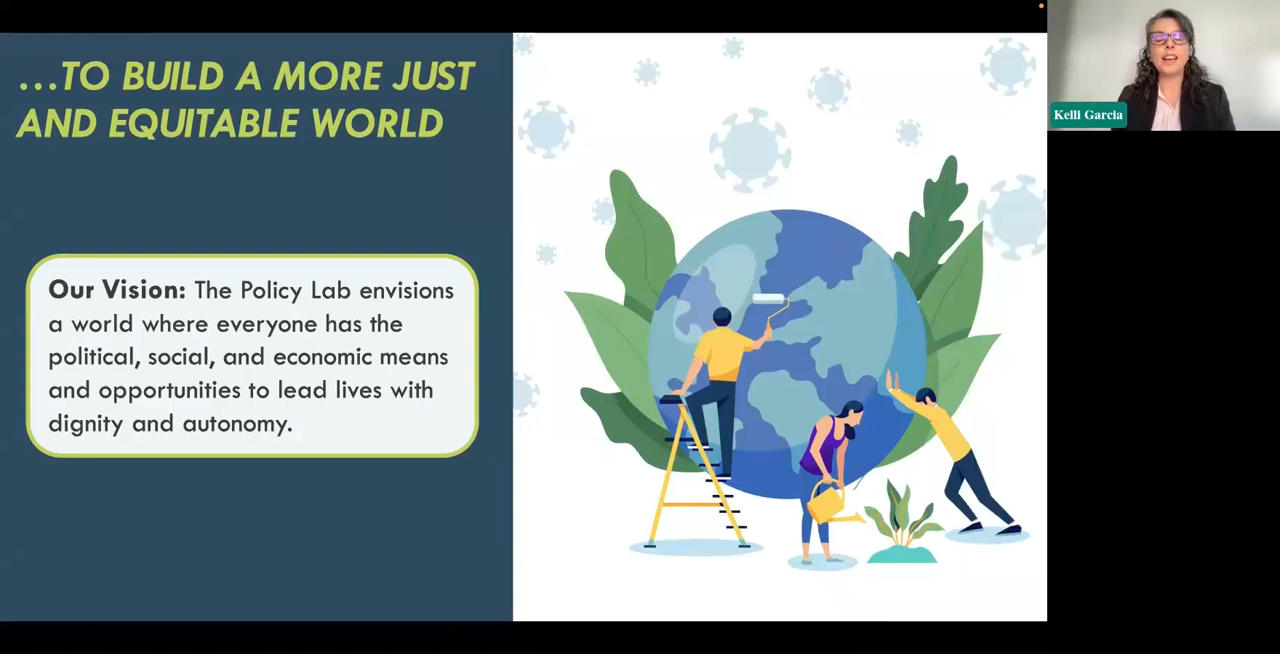 ...TO BUILD A MORE JUST
AND EQUITABLE WORLD
Our Vision: The Policy Lab envisions
a world where everyone has the
political, social, and economic means
and opportunities to lead lives with
dignity and autonomy.
Kelli Garcia